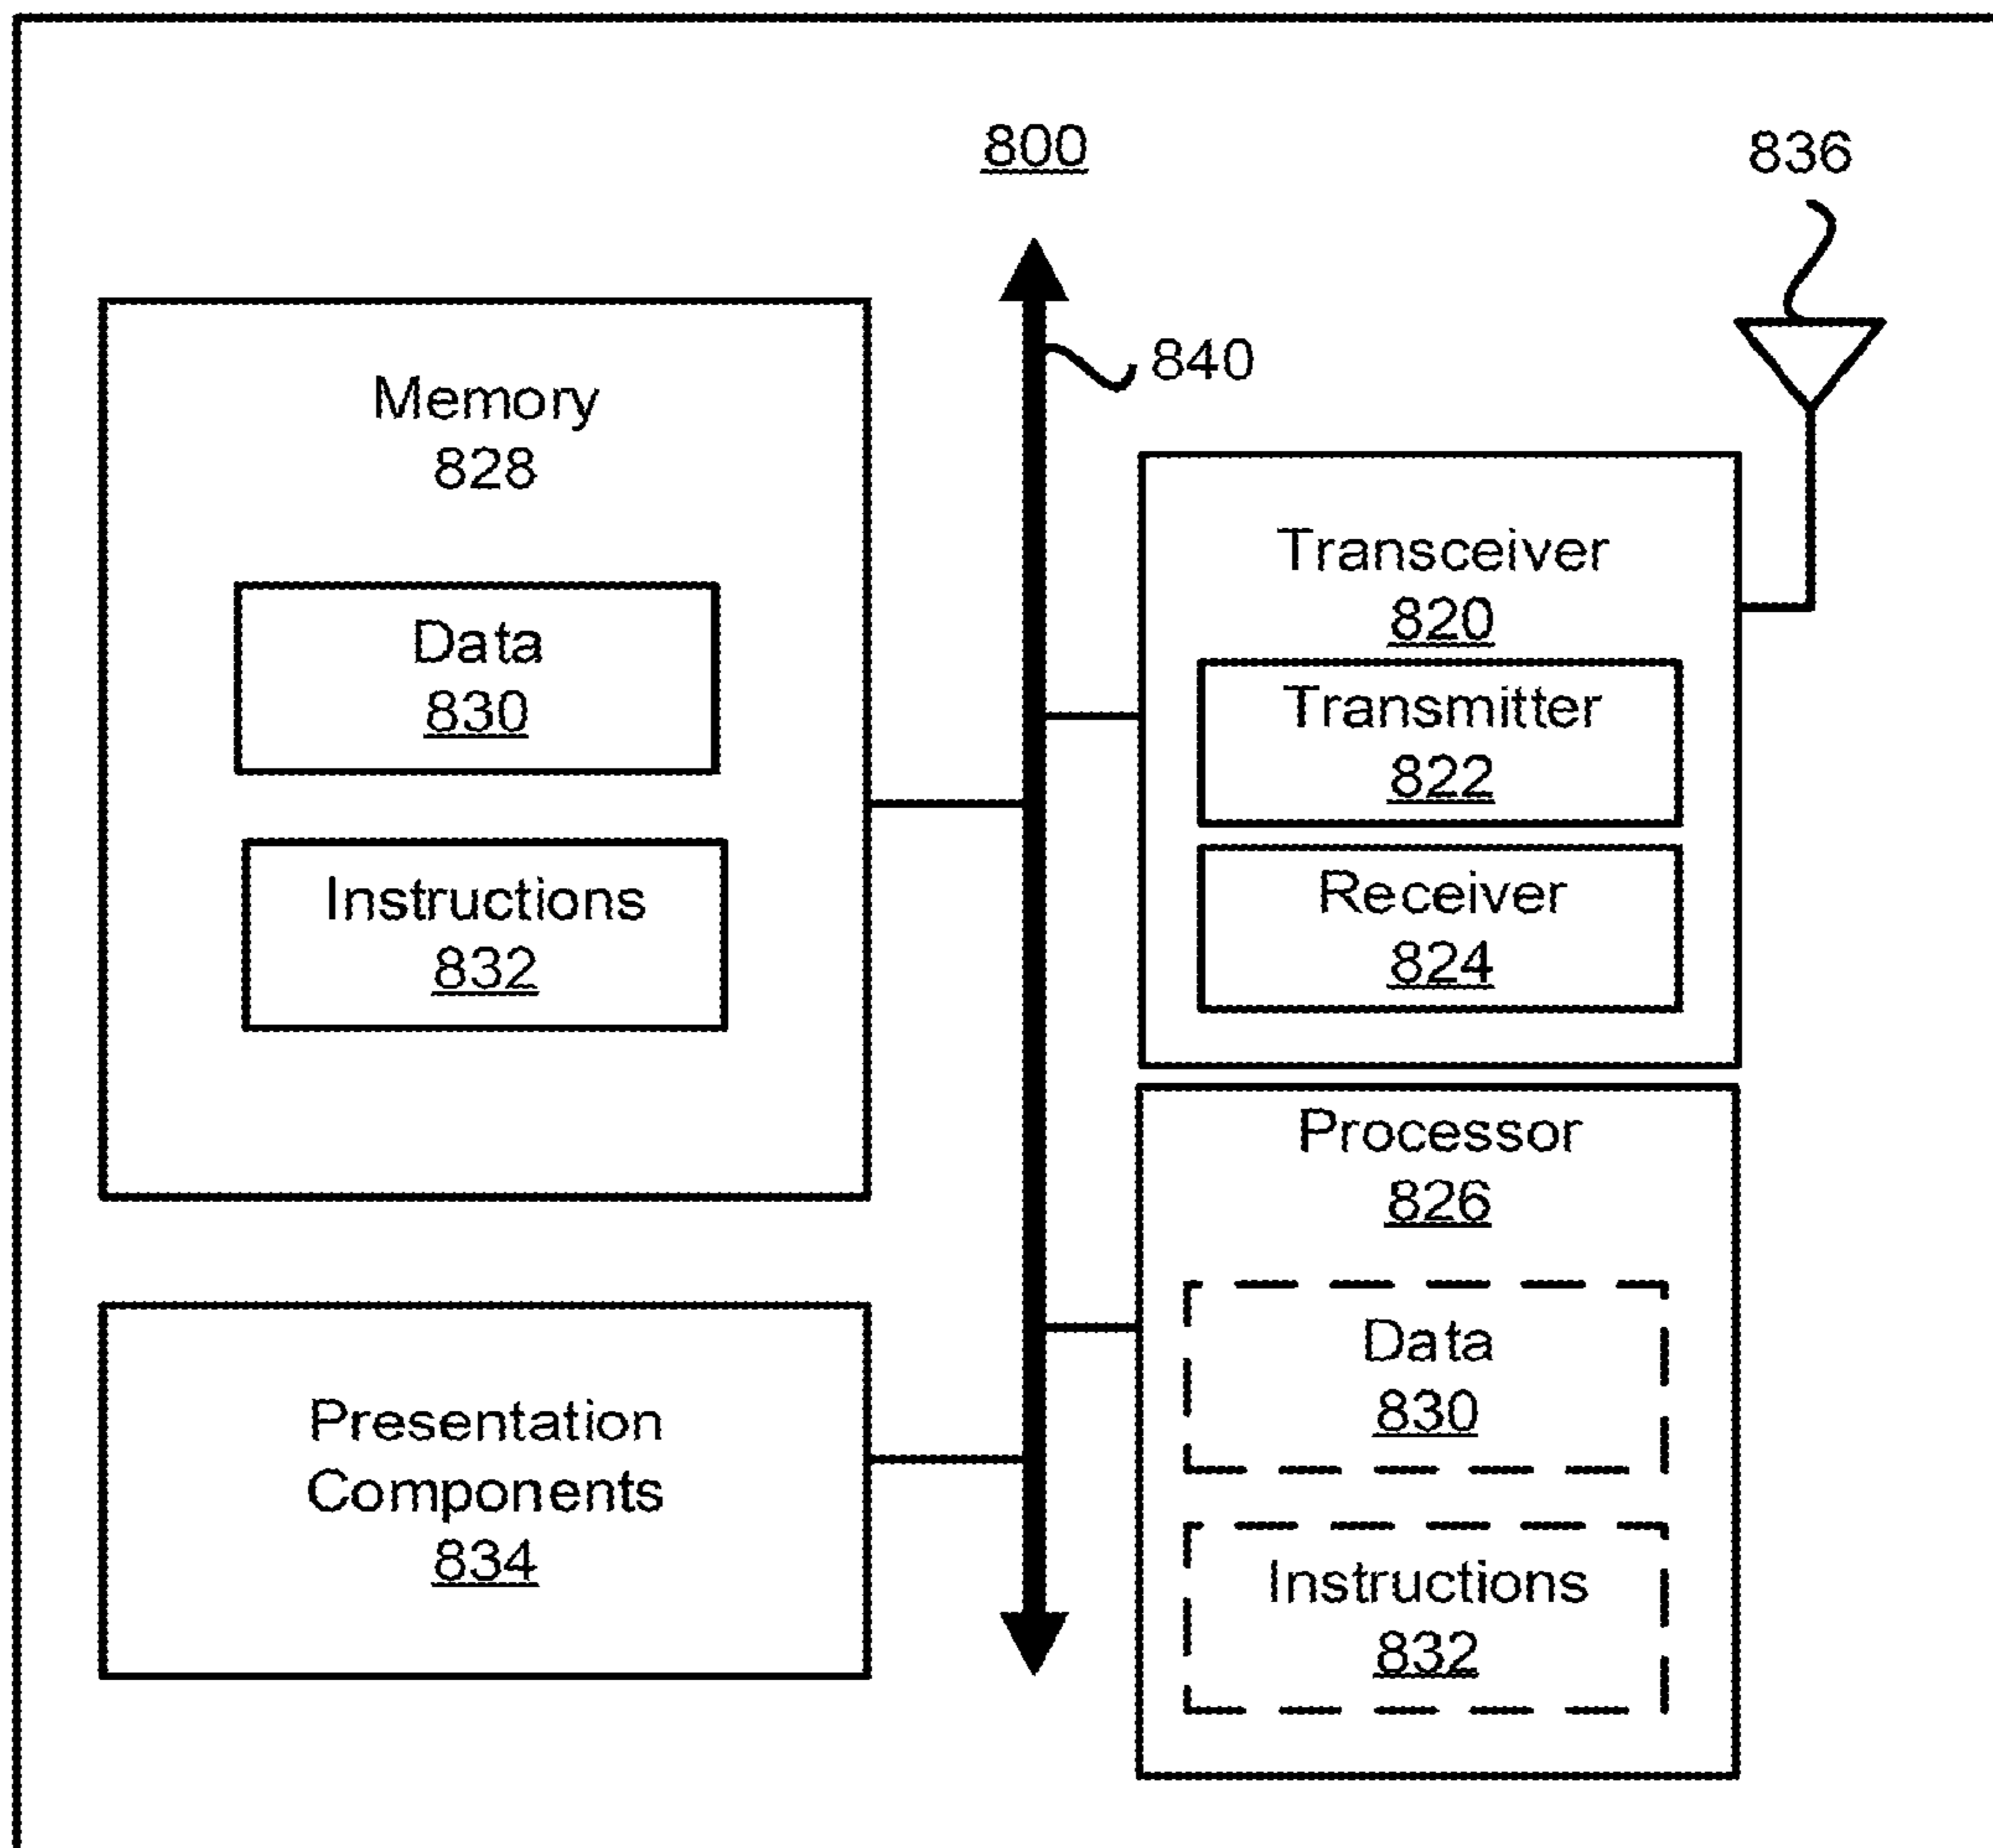 800
836
840
Memory
828
Data
830
Instructions
832
Transceiver
820
Transmitter
822
Receiver
824
Processor
826
Data
830
Instructions
832
Presentation
Components
834